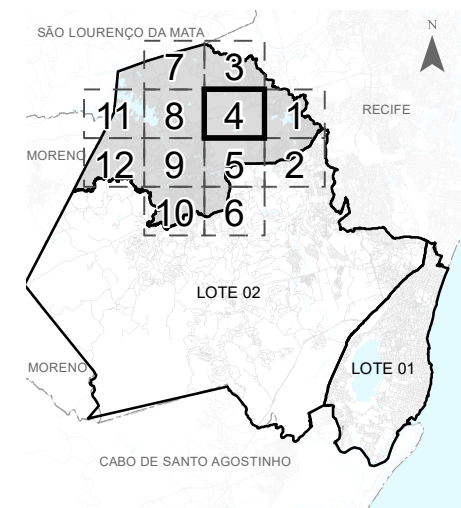 SÃO LOURENÇO DA MATA
N
7 3
11 8 4 1
RECIFE
MORENO
12 9 5 2
10 6
LOTE 02
MORENO
LOTE 01
CABO DE SANTO AGOSTINHO